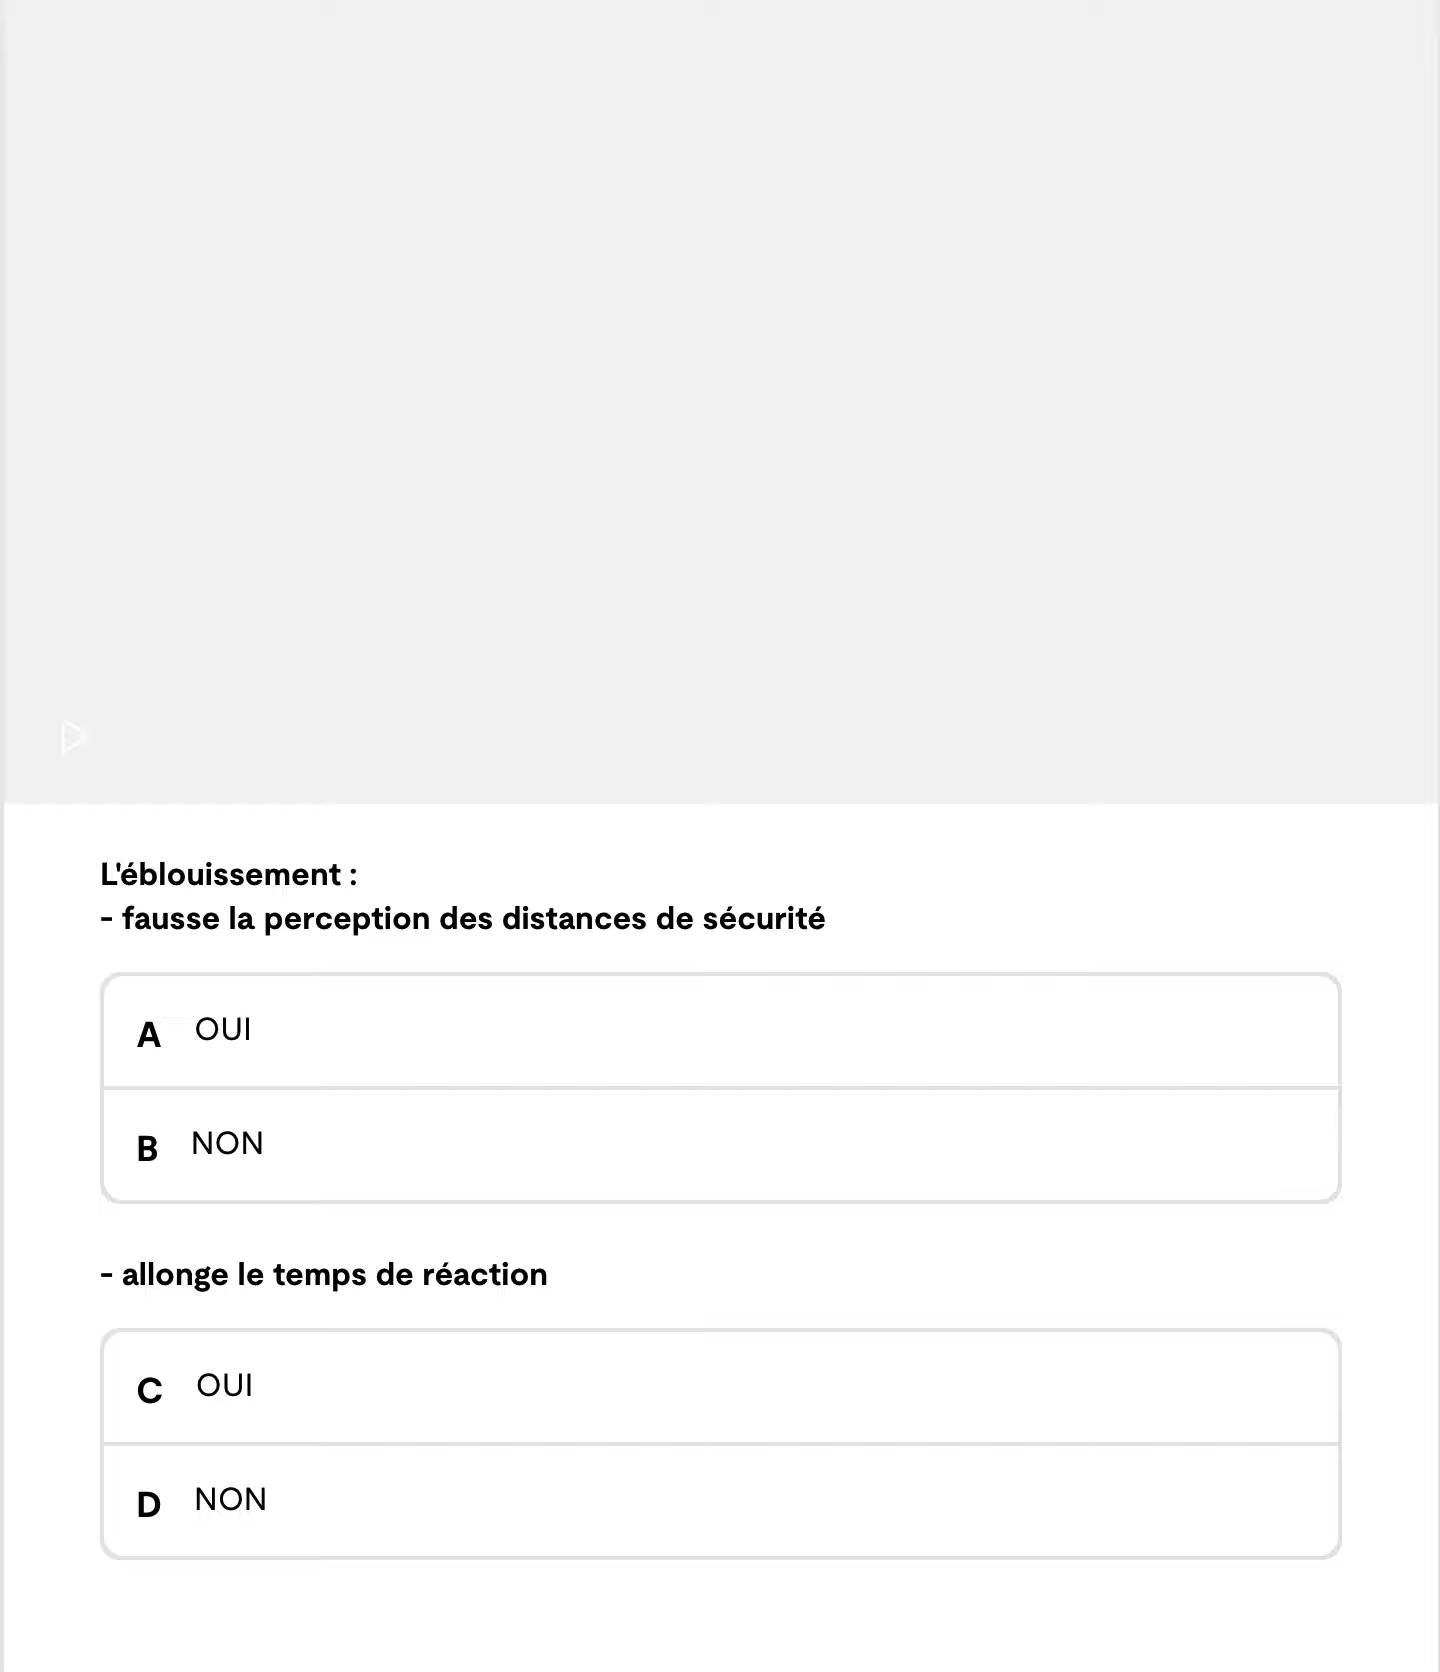 L'éblouissement :
- fausse la perception des distances de sécurité
A OUI
B NON
- allonge le temps de réaction
C OUI
D NON